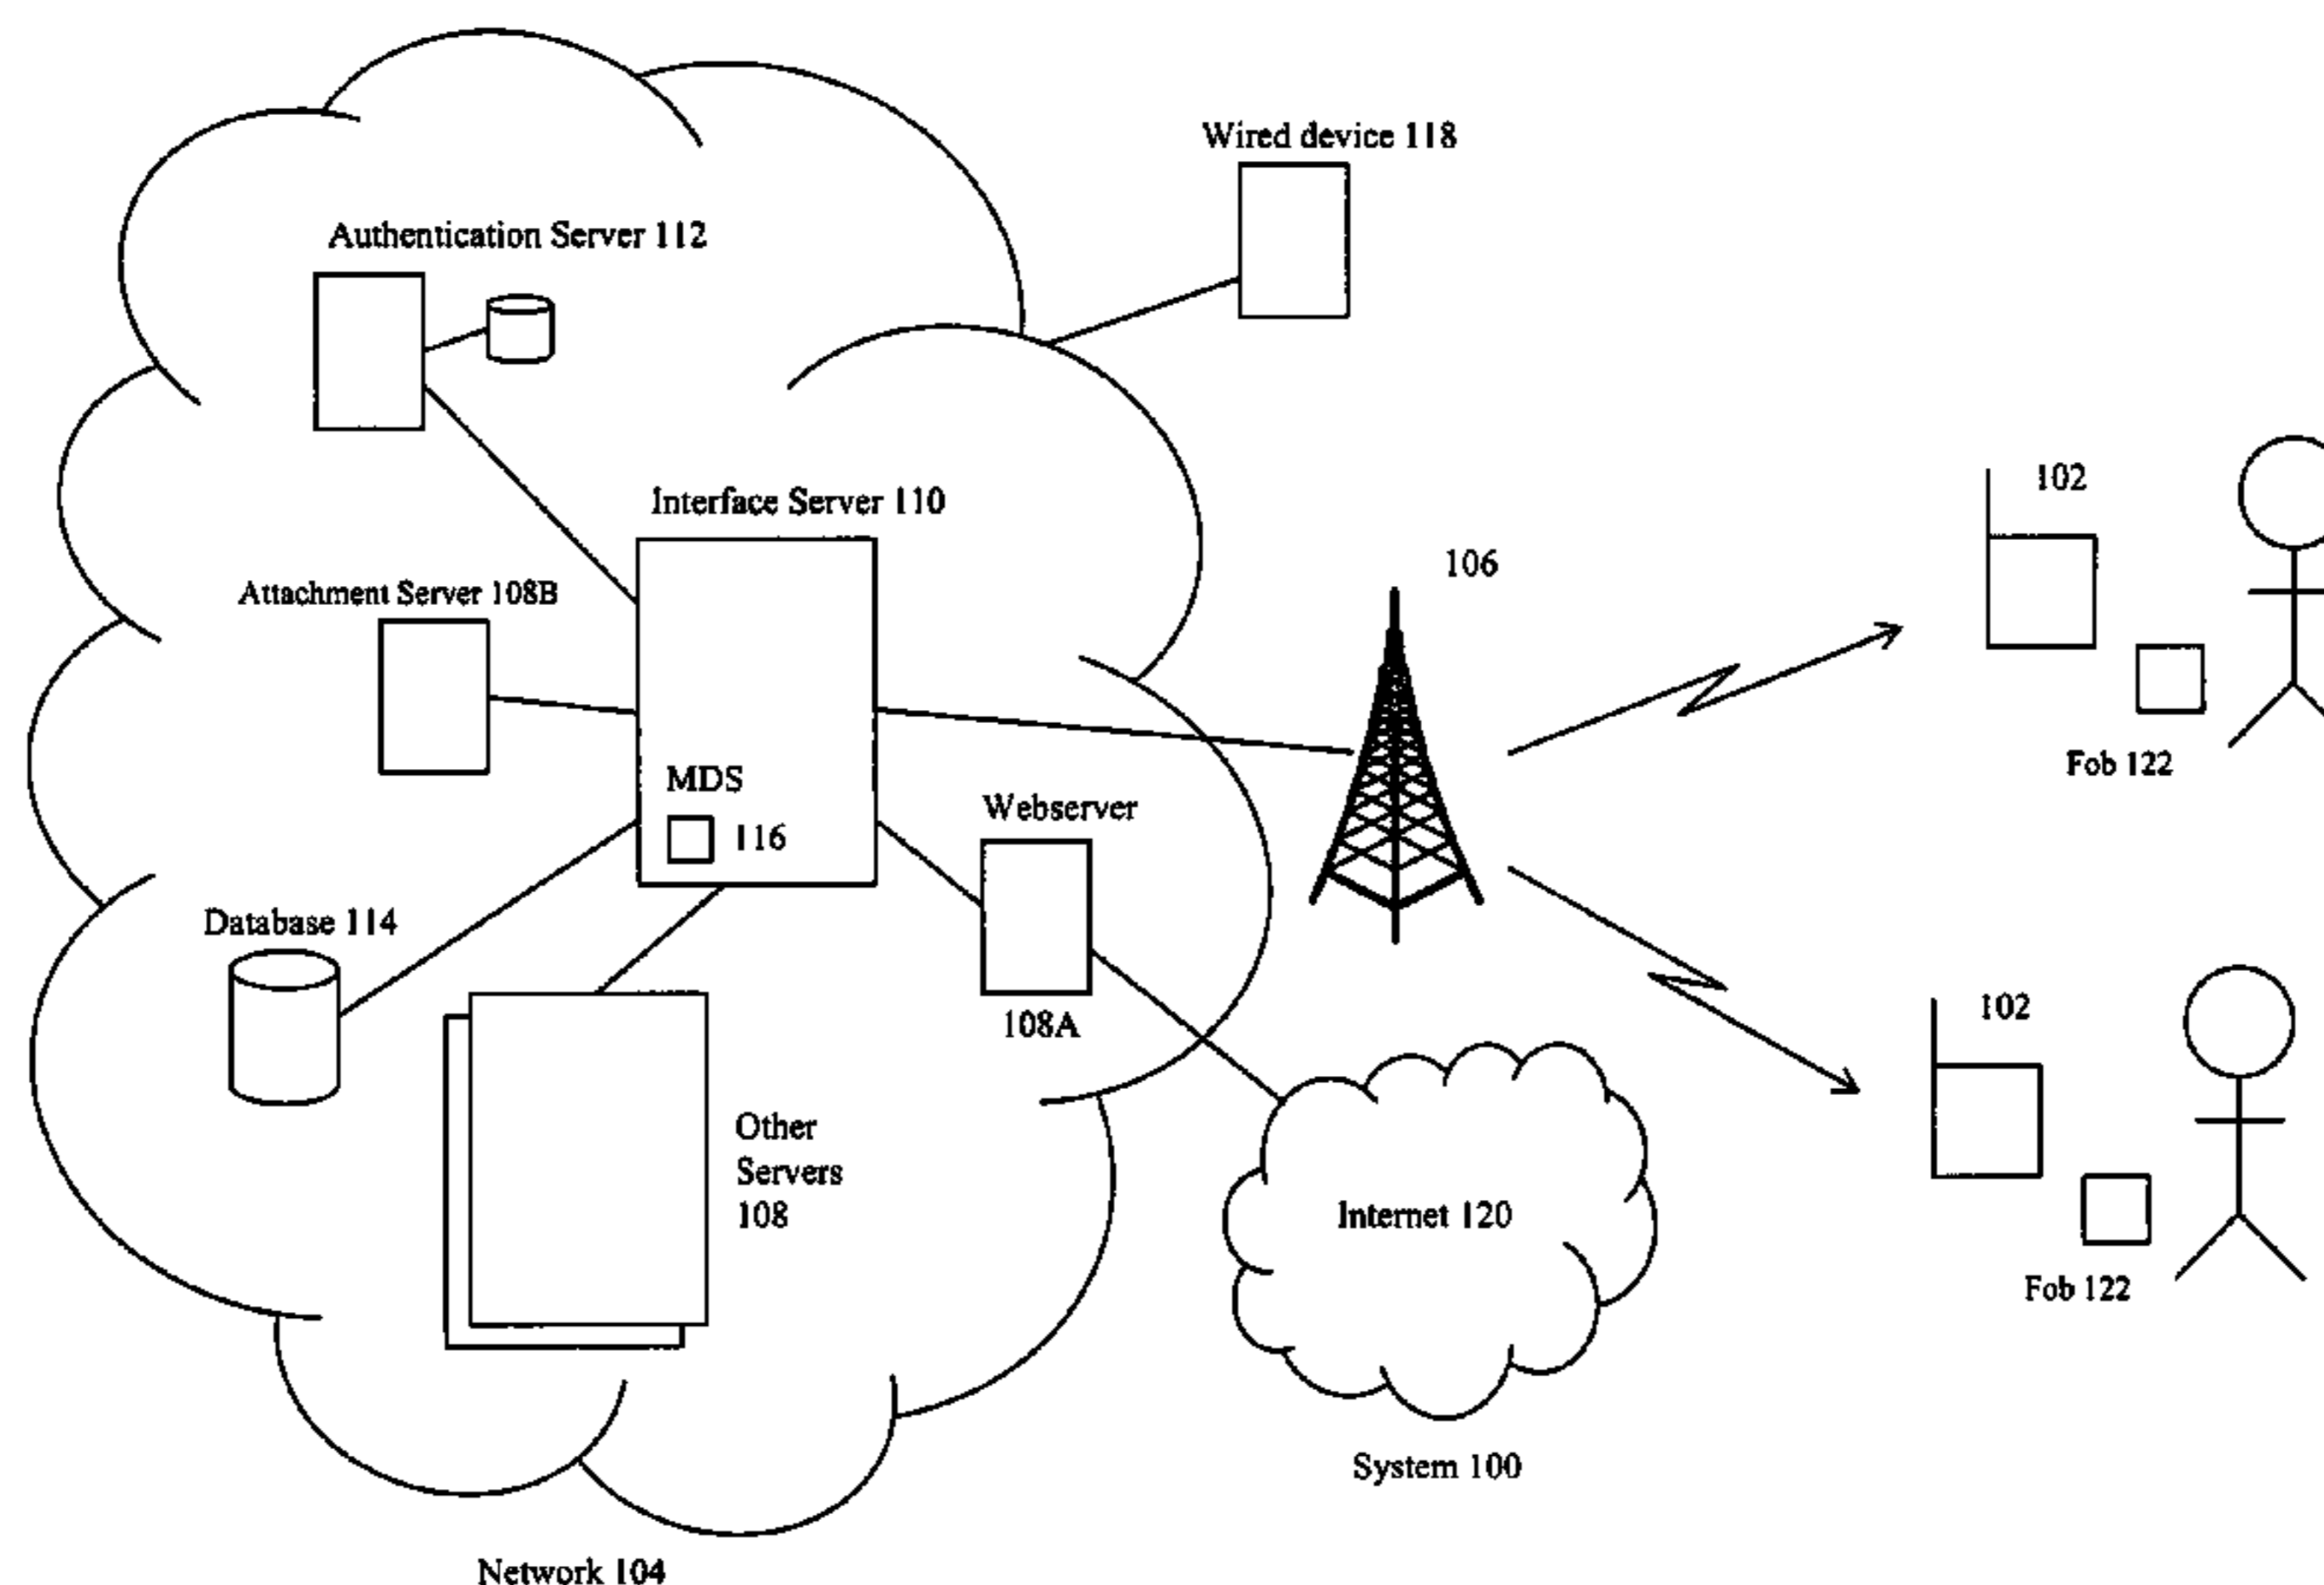 Wired device 118
Authentication Server 112
102
Interface Server 110
106
Attachment Server 108B
Fob 122
MDS
116
Webserver
Database 114
108A
102
Other
Servers
108
Internet 120
Fob 122
System 100
Network 104